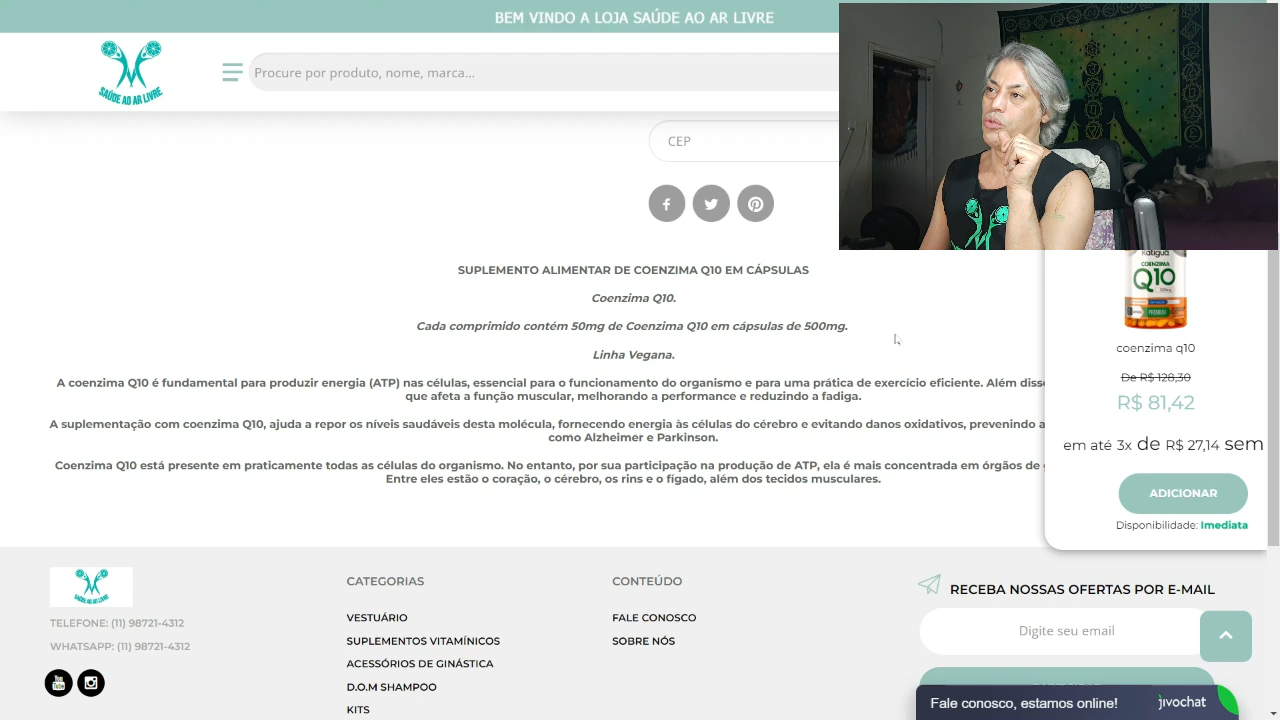 BEM VINDO A LOJA SAÚDE AO AR LIVRE
SAÚDE AO AR LIVRE
Procure por produto, nome, marca...
CEP
SUPLEMENTO ALIMENTAR DE COENZIMA Q10 EM CÁPSULAS
Coenzima Q10.
Cada comprimido contém 50mg de Coenzima Q10 em cápsulas de 500mg.
Linha Vegana.
A coenzima Q10 é fundamental para produzir energia (ATP) nas células, essencial para o funcionamento do organismo e para uma prática de exercício eficiente. Além
que afeta a função muscular, melhorando a performance e reduzindo a fadiga.
A suplementação com coenzima Q10, ajuda a repor os níveis saudáveis desta molécula, fornecendo energia às células do cérebro e evitando danos oxidativos, prevenindo
como Alzheimer e Parkinson.
Coenzima Q10 está presente em praticamente todas as células do organismo. No entanto, por sua participação na produção de ATP, ela é mais concentrada em órgãos de
Entre eles estão o coração, o cérebro, os rins e o fígado, além dos tecidos musculares.
Katigua
COENZIMA
Q10
PREMIUM
coenzima q10
De R$ 128,30
R$ 81,42
em até 3x de R$ 27,14 sem
ADICIONAR
Disponibilidade: Imediata
SAÚDE AO AR LIVRE
TELEFONE: (11) 98721-4312
WHATSAPP: (11) 98721-4312
CATEGORIAS
VESTUÁRIO
SUPLEMENTOS VITAMÍNICOS
ACESSÓRIOS DE GINÁSTICA
D.O.M SHAMPOO
KITS
CONTEÚDO
FALE CONOSCO
SOBRE NÓS
RECEBA NOSSAS OFERTAS POR E-MAIL
Digite seu email
Fale conosco, estamos online!
jivochat